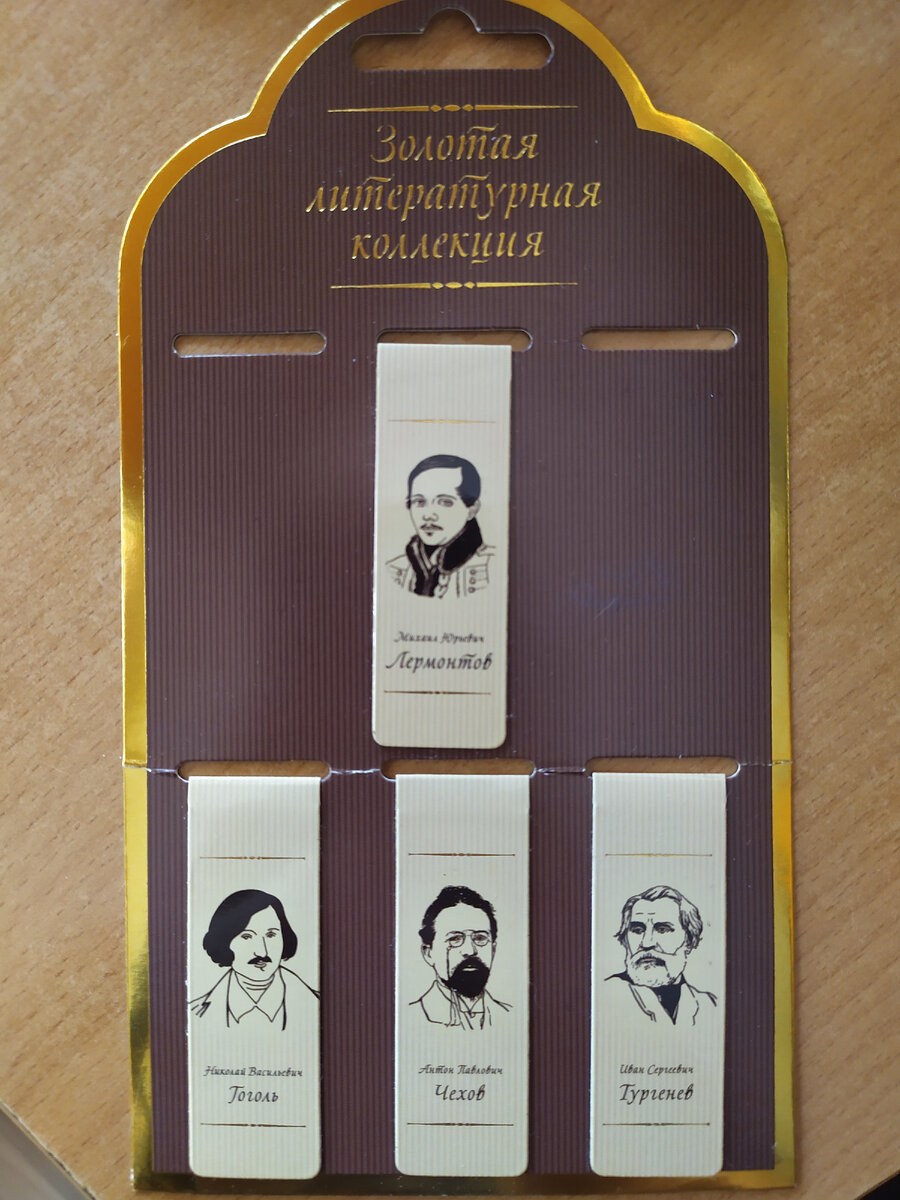 Золотая
литературная
коллекция
Михаил Юрьевич
Лермонтов
Николай Васильевич
Гоголь
Антон Павлович
Чехов
Иван Сергеевич
Тургенев